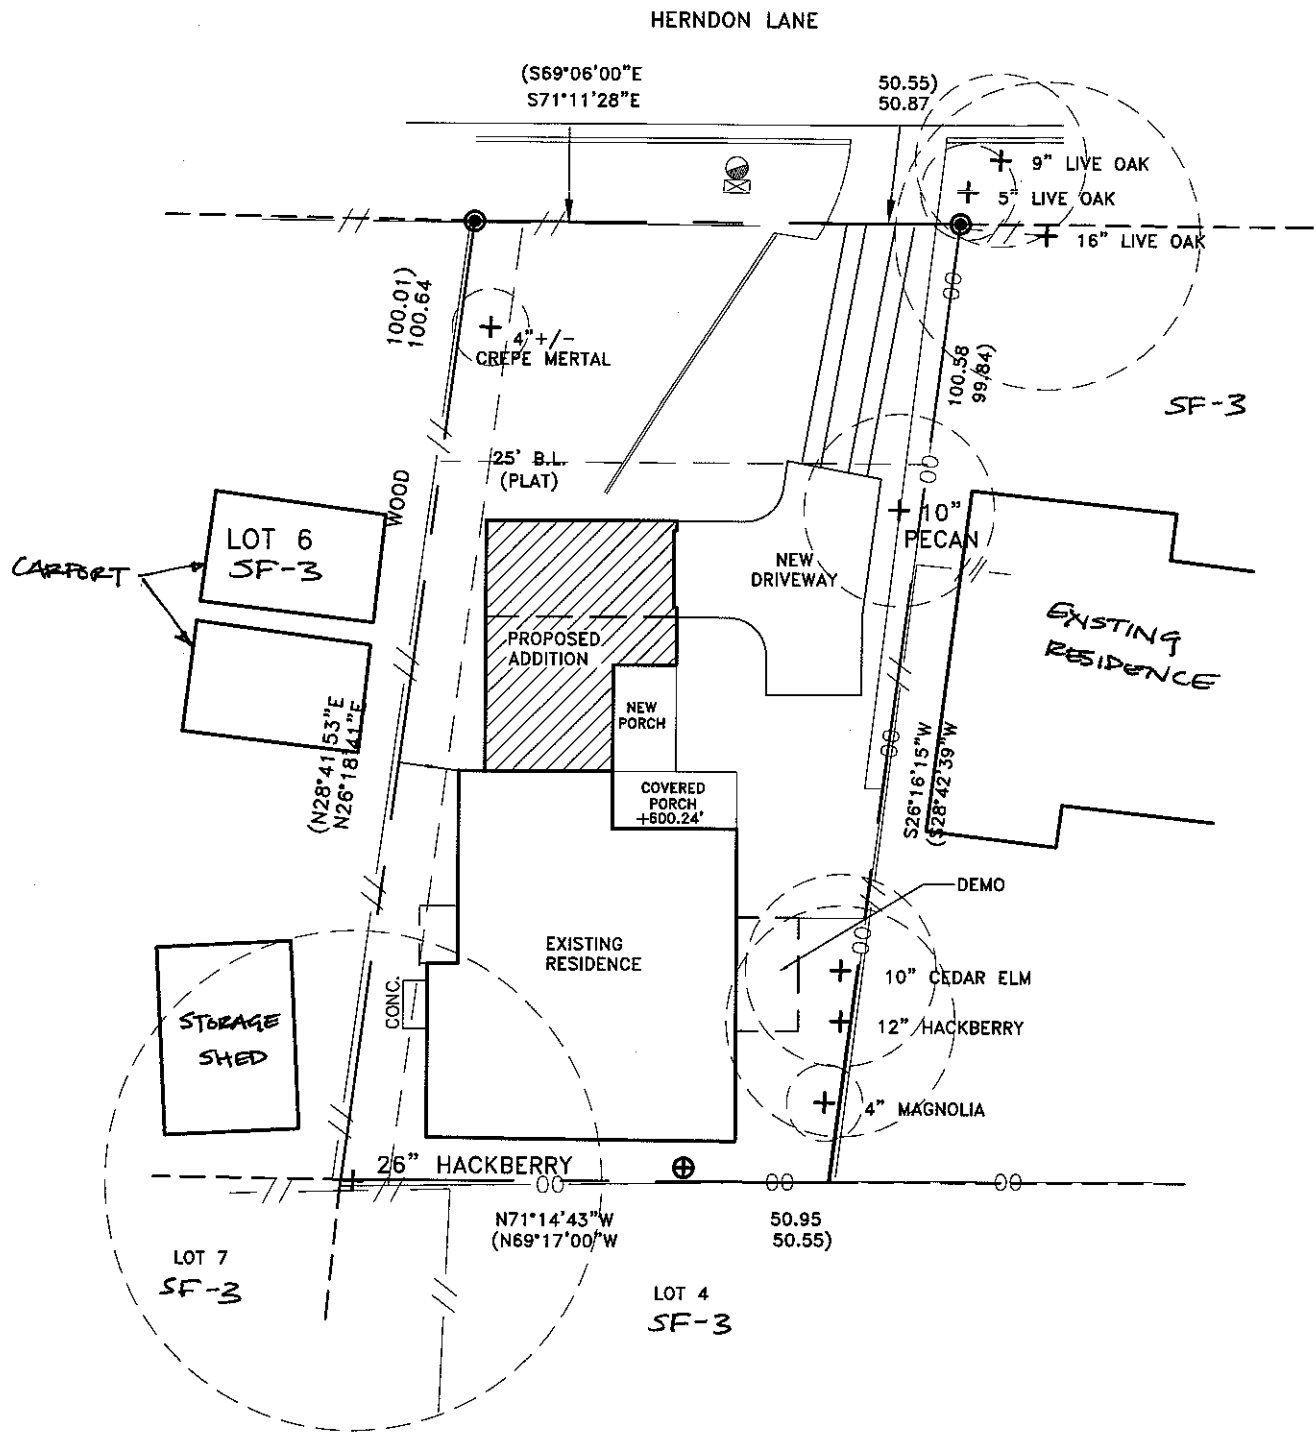 HERNDON LANE
(S69°06'00"E
S71°11'28"E
50.55)
50.87
9" LIVE OAK
5" LIVE OAK
16" LIVE OAK
100.01)
100.64
4"+/-
CREPE MERTAL
100.58
99.84)
SF-3
25' B.L.
(PLAT)
WOOD
LOT 6
SF-3
CARPORT
10"
PECAN
NEW
DRIVEWAY
EXISTING
RESIDENCE
PROPOSED
ADDITION
NEW
PORCH
(N28°41'53"E
N26°18'41"E
COVERED
PORCH
+600.24'
S26°16'15"W
(S28°42'39"W
DEMO
EXISTING
RESIDENCE
CONC.
10" CEDAR ELM
12" HACKBERRY
STORAGE
SHED
4" MAGNOLIA
26" HACKBERRY
N71°14'43"W
(N69°17'00"W
50.95
50.55)
LOT 7
SF-3
LOT 4
SF-3